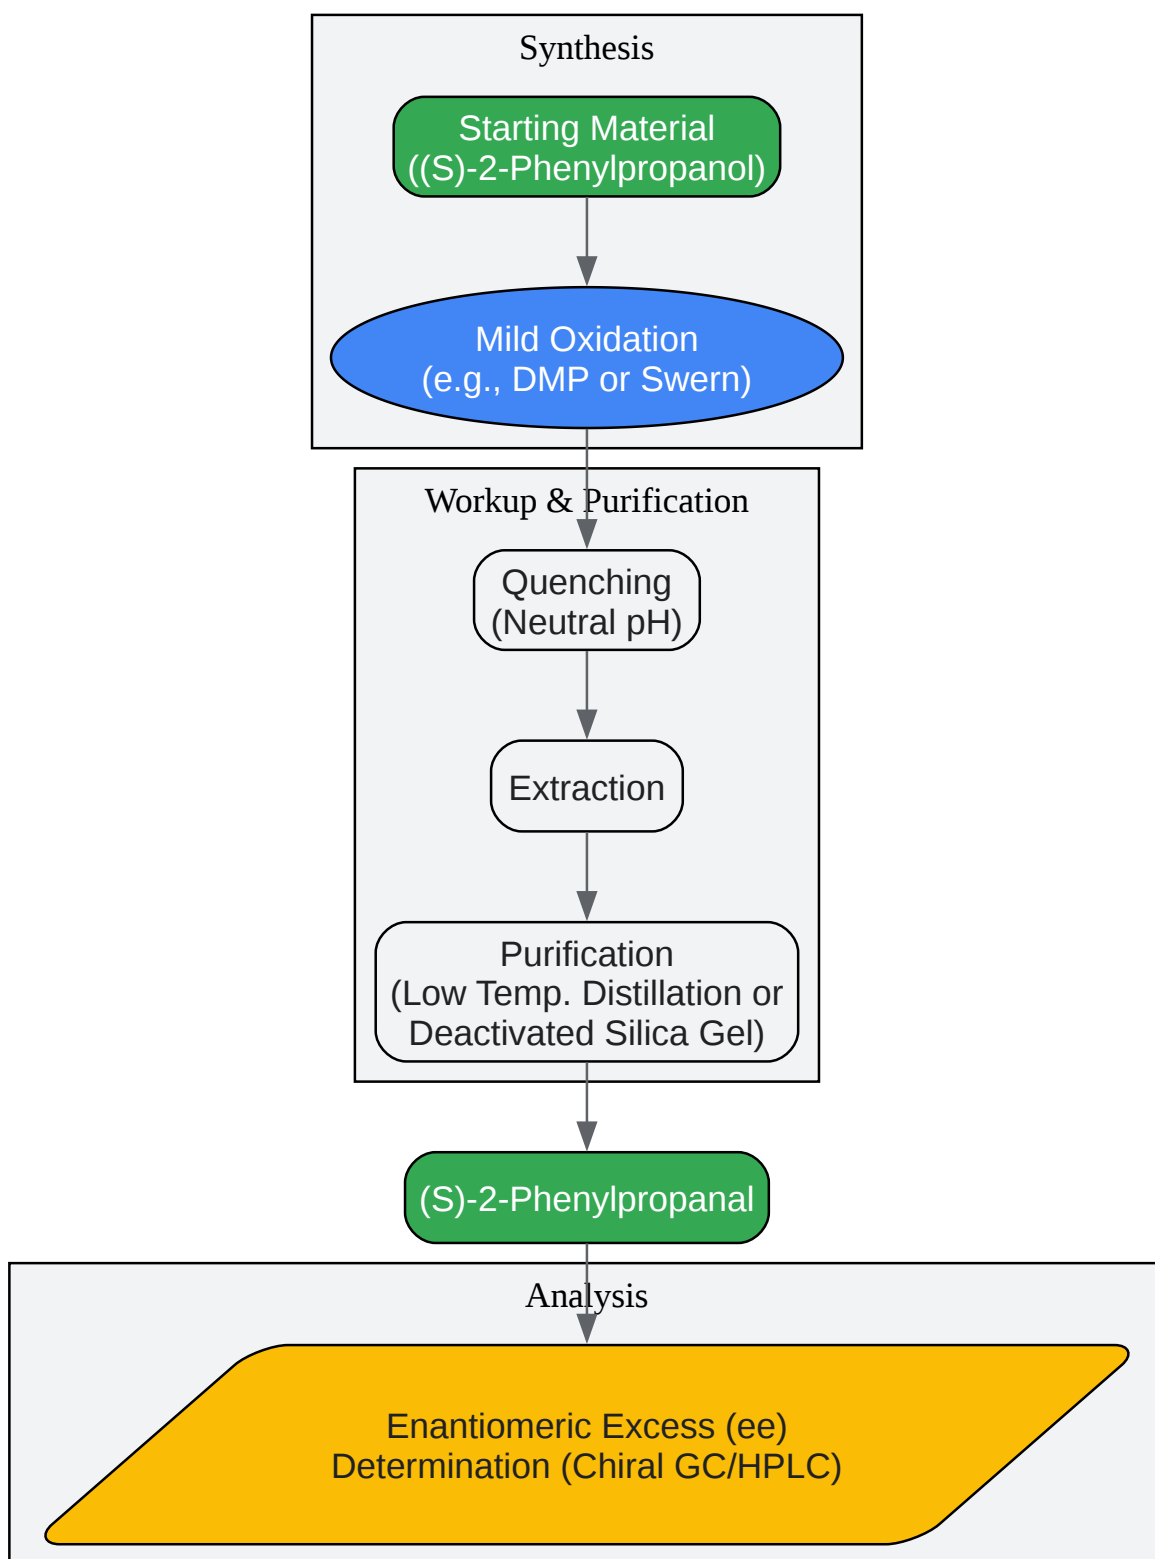 Synthesis
Starting Material
((S)-2-Phenylpropanol)
Mild Oxidation
(e.g., DMP or Swern)
Workup & Purification
Quenching
(Neutral pH)
Extraction
Purification
(Low Temp. Distillation or
Deactivated Silica Gel)
(S)-2-Phenylpropanal
Analysis
Enantiomeric Excess (ee)
Determination (Chiral GC/HPLC)